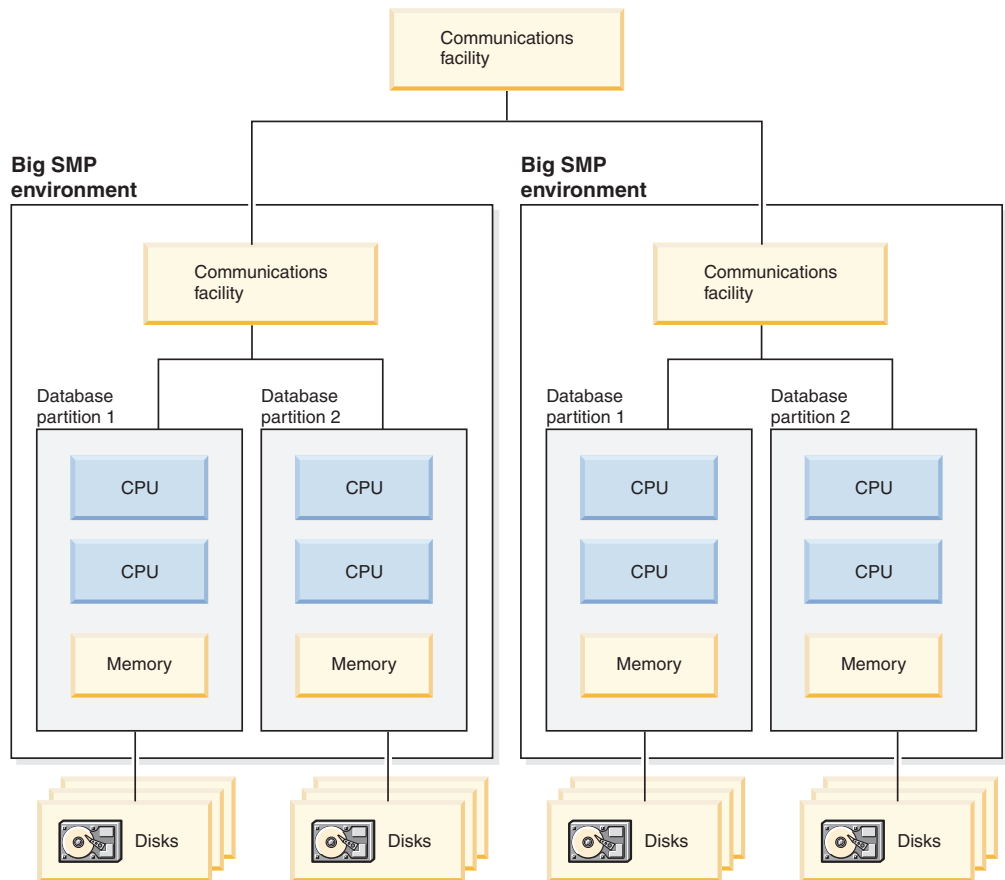 Communications
facility
Big SMP
environment
Communications
facility
Database
partition 1
Database
partition 2
CPU
CPU
CPU
CPU
Memory
Memory
Disks
Disks
Big SMP
environment
Communications
facility
Database
partition 1
Database
partition 2
CPU
CPU
CPU
CPU
Memory
Memory
Disks
Disks